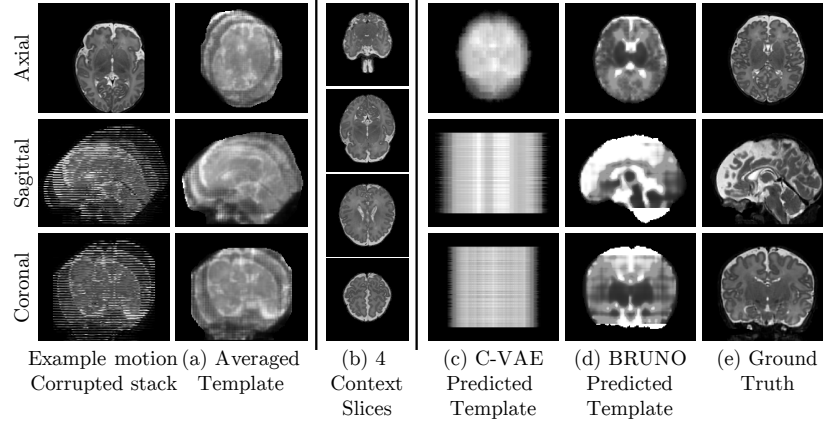 Axial
Sagittal
Coronal
Example motion
Corrupted stack
(a) Averaged
Template
(b) 4
Context
Slices
(c) C-VAE
Predicted
Template
(d) BRUNO
Predicted
Template
(e) Ground
Truth